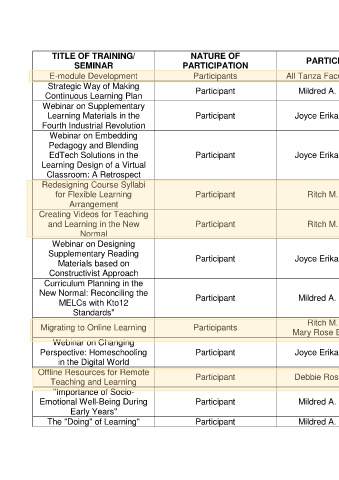 TITLE OF TRAINING/
SEMINAR
NATURE OF
PARTICIPATION
PARTICI
E-module Development
Participants
All Tanza Fac
Strategic Way of Making
Continuous Learning Plan
Participant
Mildred A.
Webinar on Supplementary
Learning Materials in the
Fourth Industrial Revolution
Participant
Joyce Erika
Webinar on Embedding
Pedagogy and Blending
EdTech Solutions in the
Learning Design of a Virtual
Classroom: A Retrospect
Participant
Joyce Erika
Redesigning Course Syllabi
for Flexible Learning
Arrangement
Participant
Ritch M.
Creating Videos for Teaching
and Learning in the New
Normal
Participant
Ritch M.
Webinar on Designing
Supplementary Reading
Materials based on
Constructivist Approach
Participant
Joyce Erika
Curriculum Planning in the
New Normal: Reconciling the
MELCs with Kto12
Standards"
Participant
Mildred A.
Migrating to Online Learning
Participants
Ritch M.
Mary Rose E
Webinar on Changing
Perspective: Homeschooling
in the Digital World
Participant
Joyce Erika
Offline Resources for Remote
Teaching and Learning
Participant
Debbie Ros
"Importance of Socio-
Emotional Well-Being During
Early Years"
Participant
Mildred A.
The "Doing" of Learning"
Participant
Mildred A.